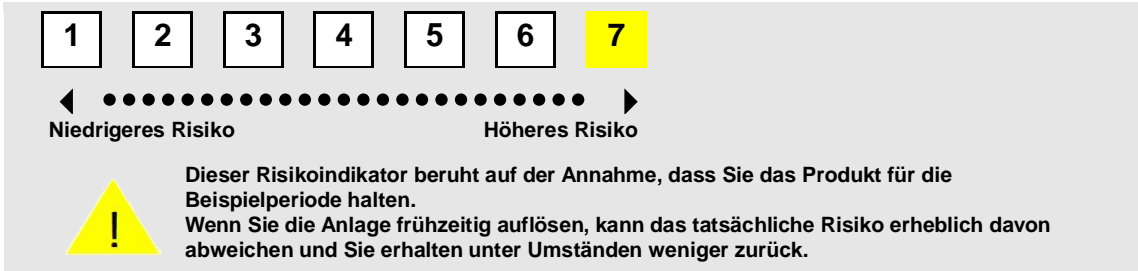 1 2 3 4 5 6 7
Niedrigeres Risiko Höheres Risiko
Dieser Risikoindikator beruht auf der Annahme, dass Sie das Produkt für die
Beispielperiode halten.
Wenn Sie die Anlage frühzeitig auflösen, kann das tatsächliche Risiko erheblich davon
abweichen und Sie erhalten unter Umständen weniger zurück.
!